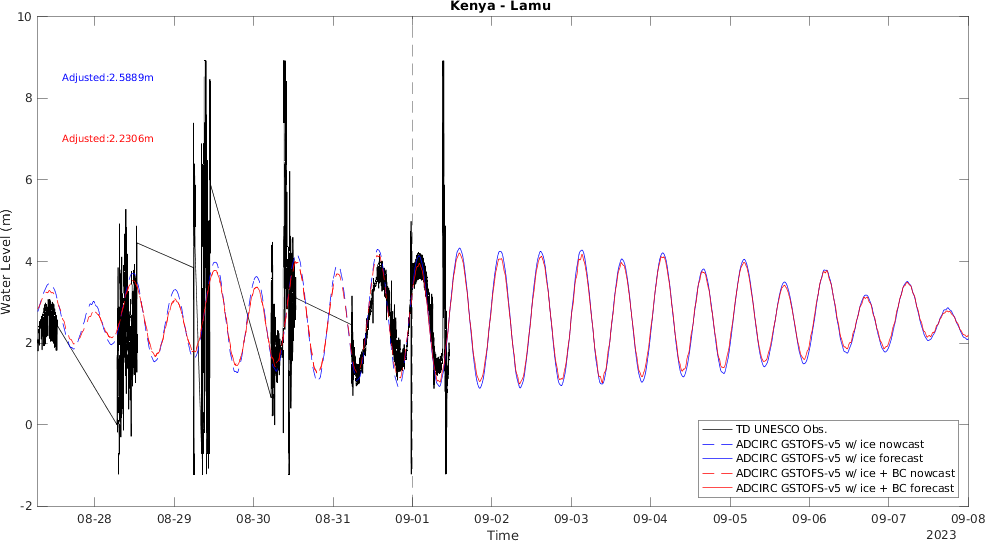 Kenya - Lamu
10
8
6
4
2
0
-2
Water Level (m)
Adjusted:2.5889m
Adjusted:2.2306m
08-28
08-29
08-30
08-31
09-01
09-02
09-03
09-04
09-05
09-06
09-07
09-08
Time
2023
TD UNESCO Obs.
ADCIRC GSTOFS-v5 w/ ice nowcast
ADCIRC GSTOFS-v5 w/ ice forecast
ADCIRC GSTOFS-v5 w/ ice + BC nowcast
ADCIRC GSTOFS-v5 w/ ice + BC forecast